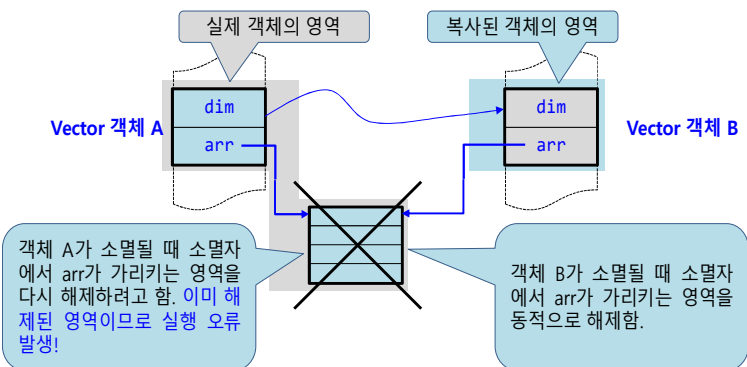 실제 객체의 영역
복사된 객체의 영역
Vector 객체 A
dim
arr
dim
arr
Vector 객체 B
객체 A가 소멸될 때 소멸자
에서 arr가 가리키는 영역을
다시 해제하려고 함. 이미 해
제된 영역이므로 실행 오류
발생!
객체 B가 소멸될 때 소멸자
에서 arr가 가리키는 영역을
동적으로 해제함.